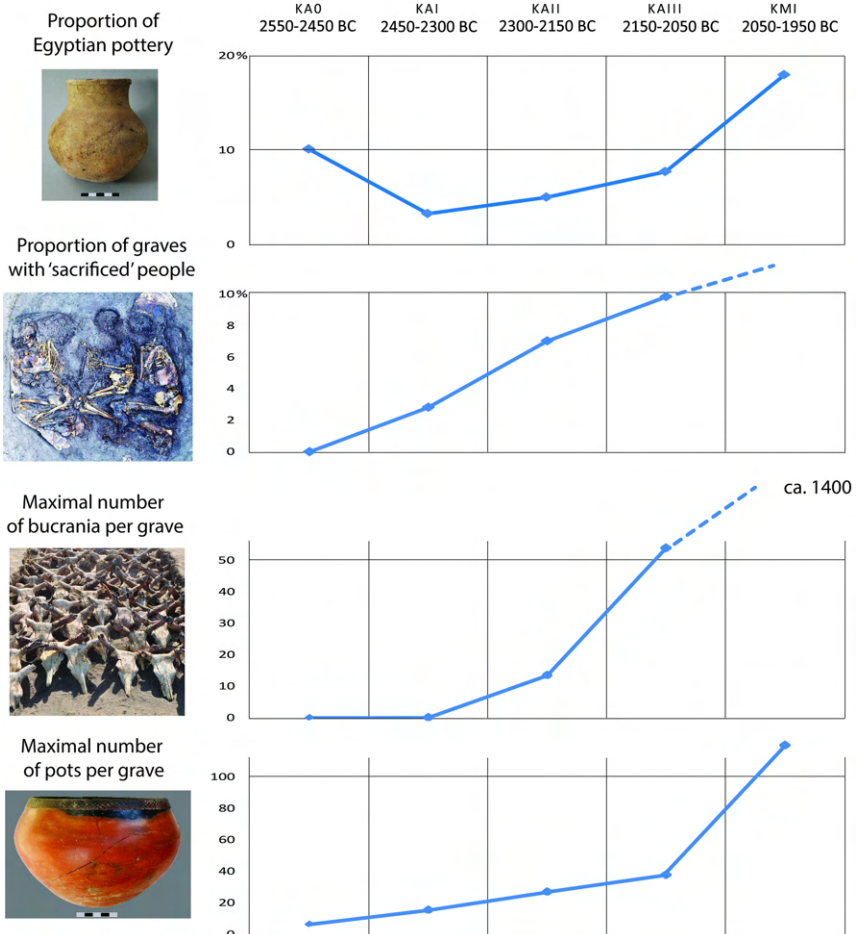 Proportion of
Egyptian pottery
KA0
2550-2450 BC
KAI
2450-2300 BC
KAII
2300-2150 BC
KAIII
2150-2050 BC
KMI
2050-1950 BC
20%
10
0
Proportion of graves
with ‘sacrificed’ people
10%
8
6
4
2
0
Maximal number
of bucrania per grave
ca. 1400
50
40
30
20
10
0
Maximal number
of pots per grave
100
80
60
40
20
0